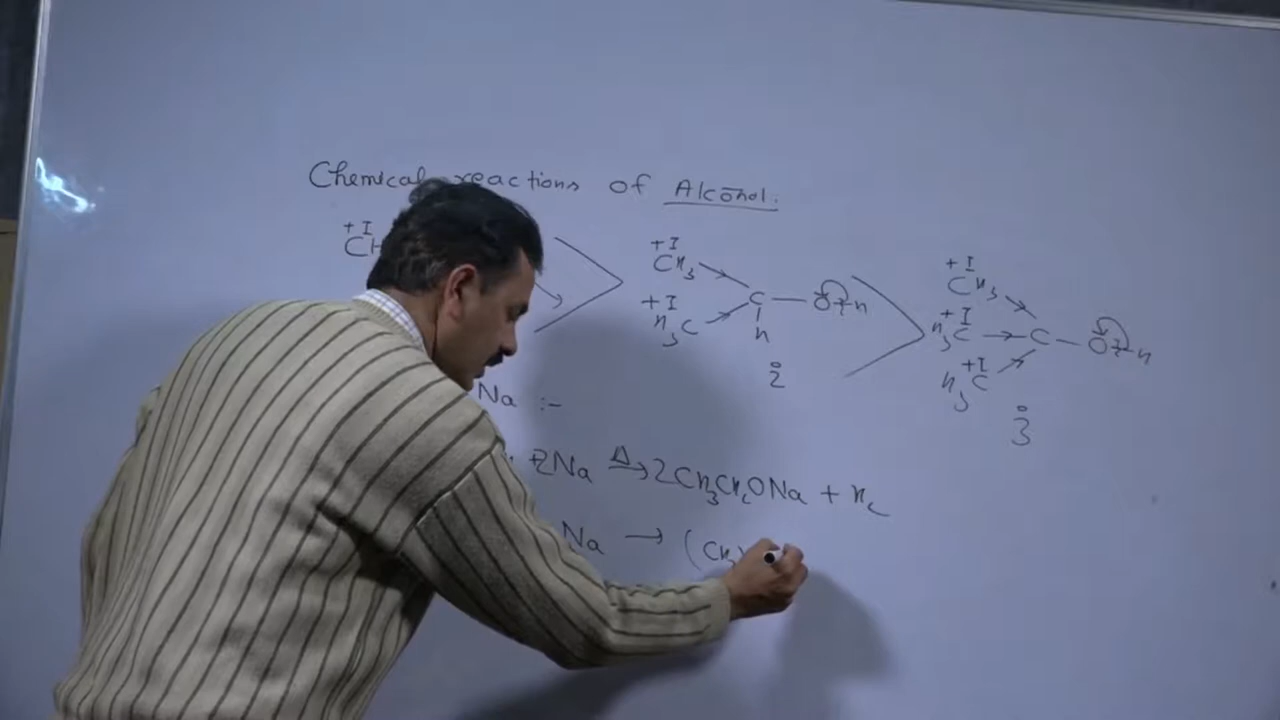 Chemical reactions of Alcohol:
+I +I +I
CH CH3 CH3
+I +I
H3C C — O — H H3C C — O — H
H +I
H3C
2° 3°
Na :-
2Na Δ→ 2CH3CH2ONa + H2
Na → (CH3)